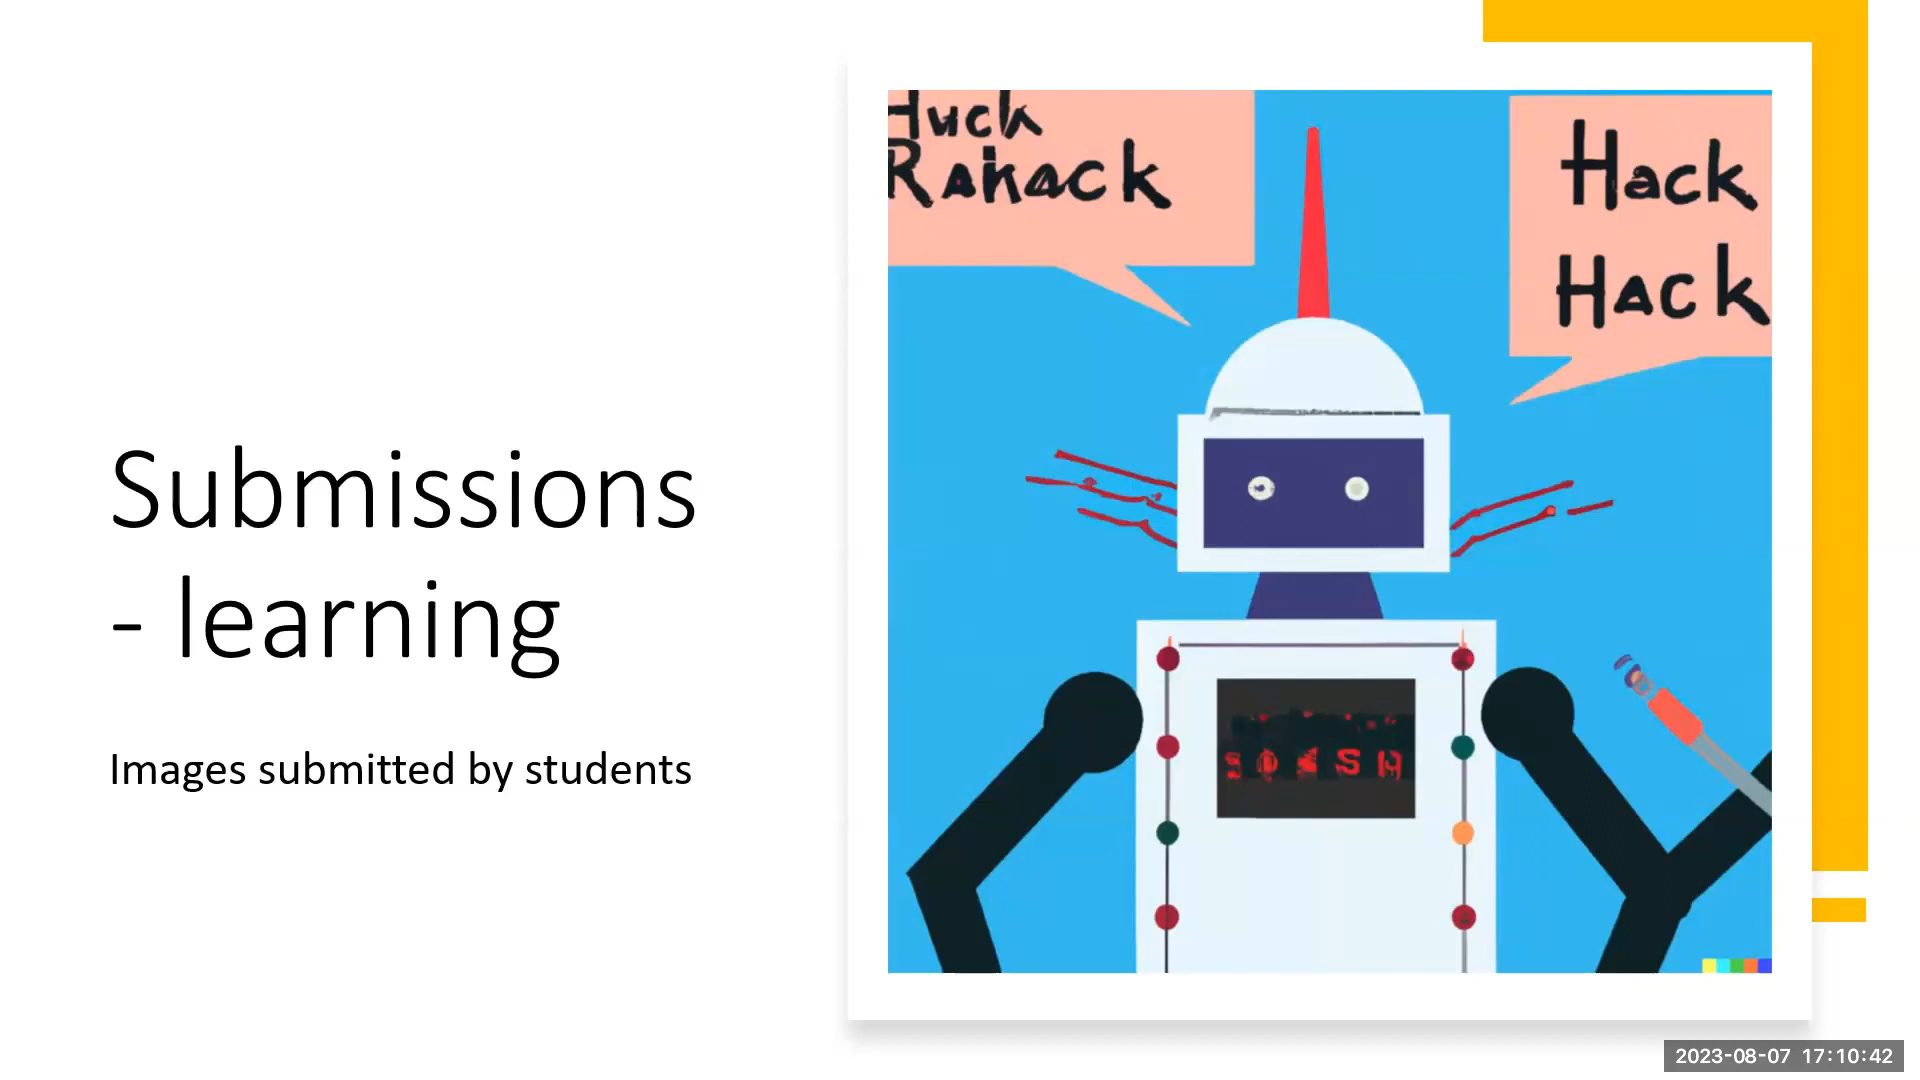 Submissions
- learning
Images submitted by students
Huck
Rahack
Hack
Hack
2023-08-07 17:10:42